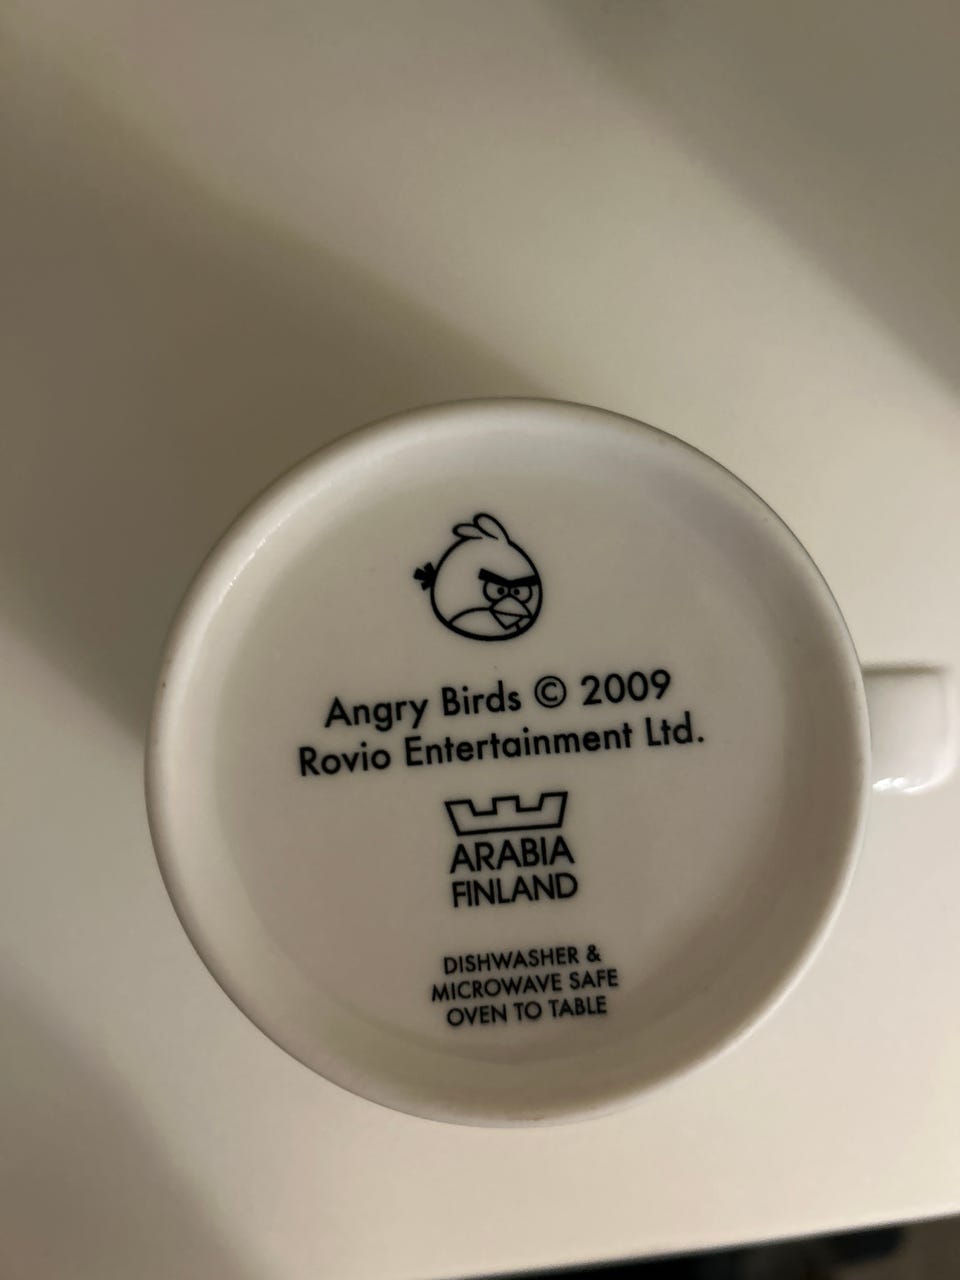 Angry Birds © 2009
Rovio Entertainment Ltd.
ARABIA
FINLAND
DISHWASHER &
MICROWAVE SAFE
OVEN TO TABLE